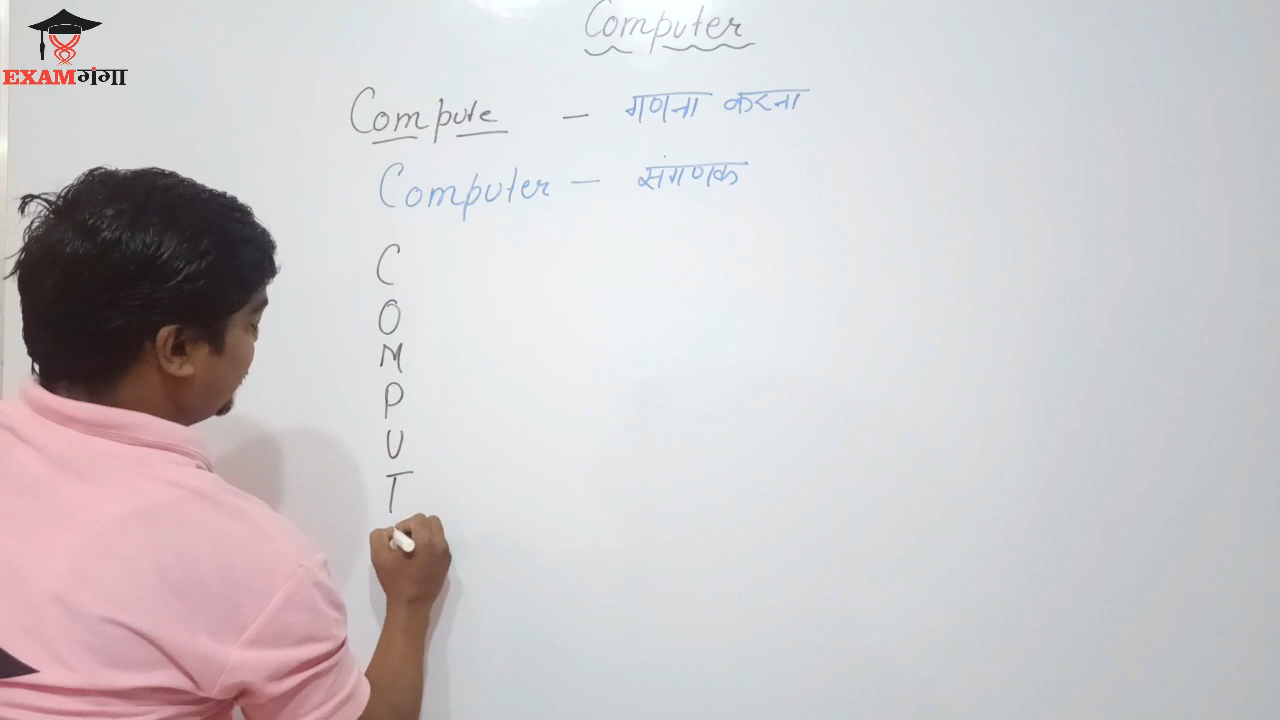 EXAMगंगा
Computer
Compute - गणना करना
Computer - संगणक
C
O
M
P
U
T